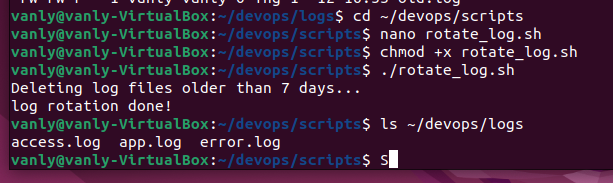 vanly@vanly-VirtualBox:~/devops/logs$ cd ~/devops/scripts
vanly@vanly-VirtualBox:~/devops/scripts$ nano rotate_log.sh
vanly@vanly-VirtualBox:~/devops/scripts$ chmod +x rotate_log.sh
vanly@vanly-VirtualBox:~/devops/scripts$ ./rotate_log.sh
Deleting log files older than 7 days...
log rotation done!
vanly@vanly-VirtualBox:~/devops/scripts$ ls ~/devops/logs
access.log  app.log  error.log
vanly@vanly-VirtualBox:~/devops/scripts$ S